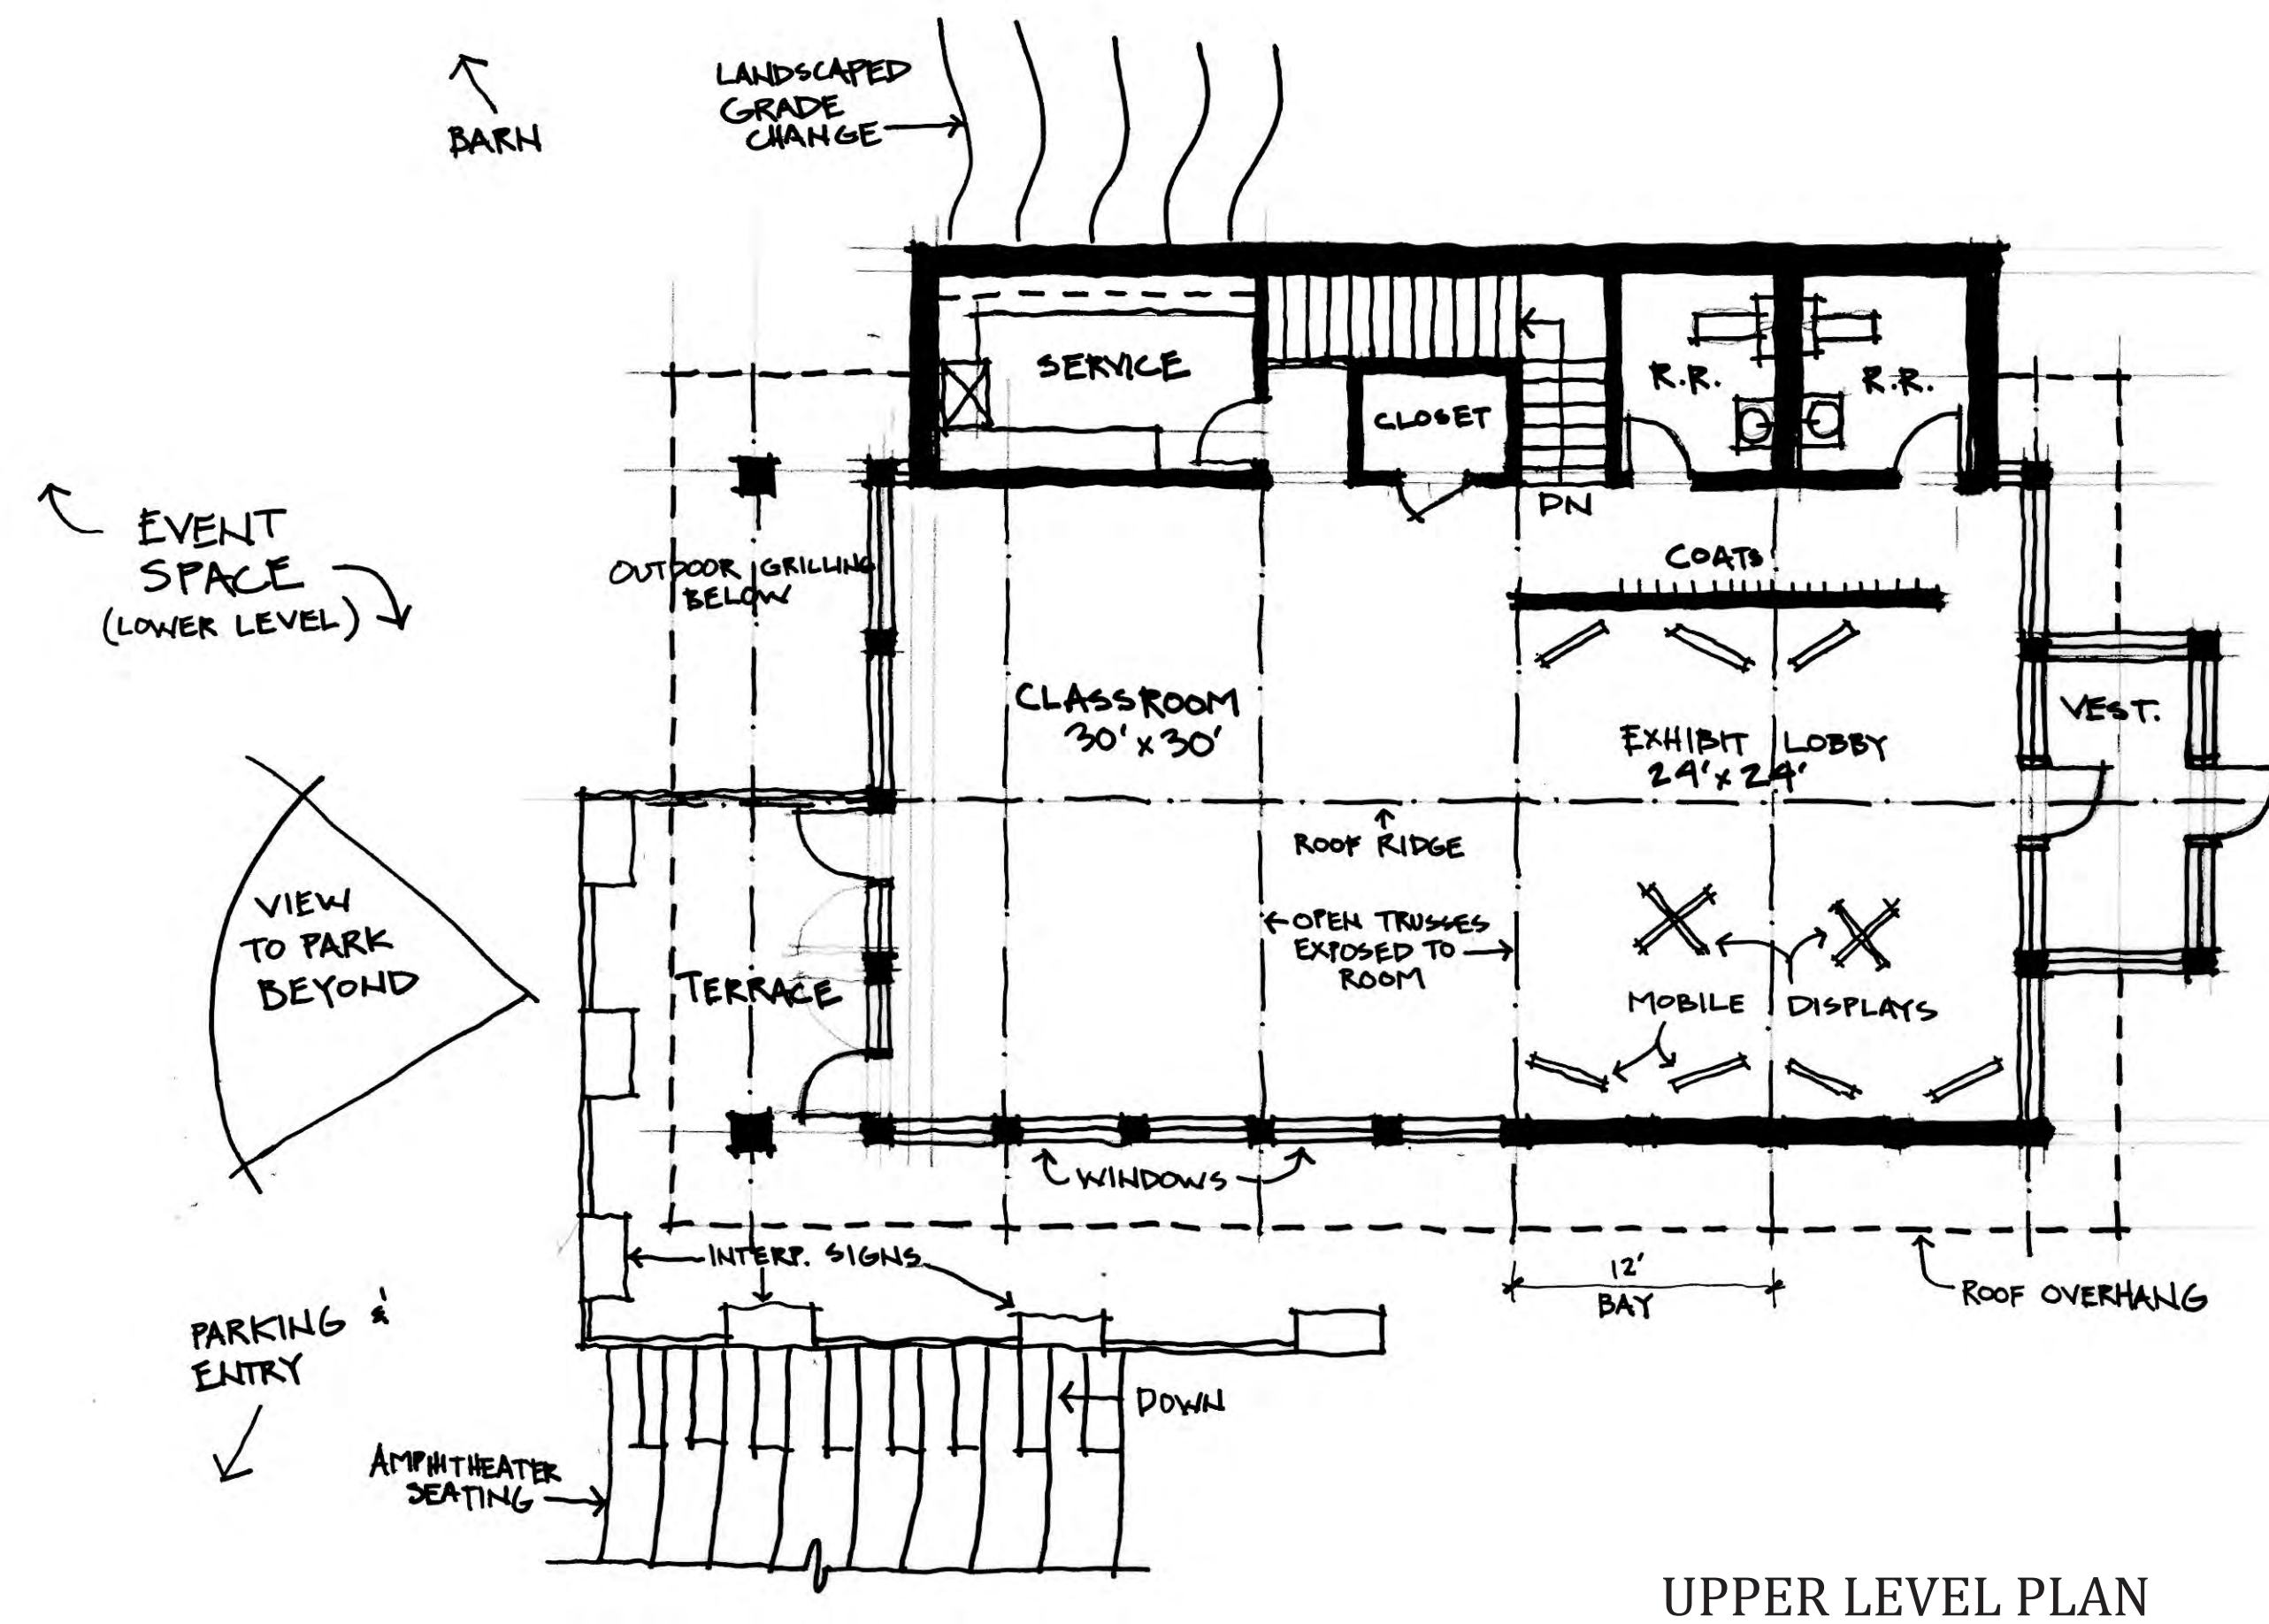 BARN
LANDSCAPED
GRADE
CHANGE
SERVICE
CLOSET
R.R.
R.R.
DN
EVENT
SPACE
(LOWER LEVEL)
OUTDOOR GRILLING
BELOW
COATS
CLASSROOM
30' x 30'
EXHIBIT LOBBY
24' x 24'
VEST.
ROOF RIDGE
VIEW
TO PARK
BEYOND
TERRACE
OPEN TRUSSES
EXPOSED TO
ROOM
MOBILE DISPLAYS
WINDOWS
INTERP. SIGNS
12'
BAY
ROOF OVERHANG
PARKING &
ENTRY
DOWN
AMPHITHEATER
SEATING
UPPER LEVEL PLAN